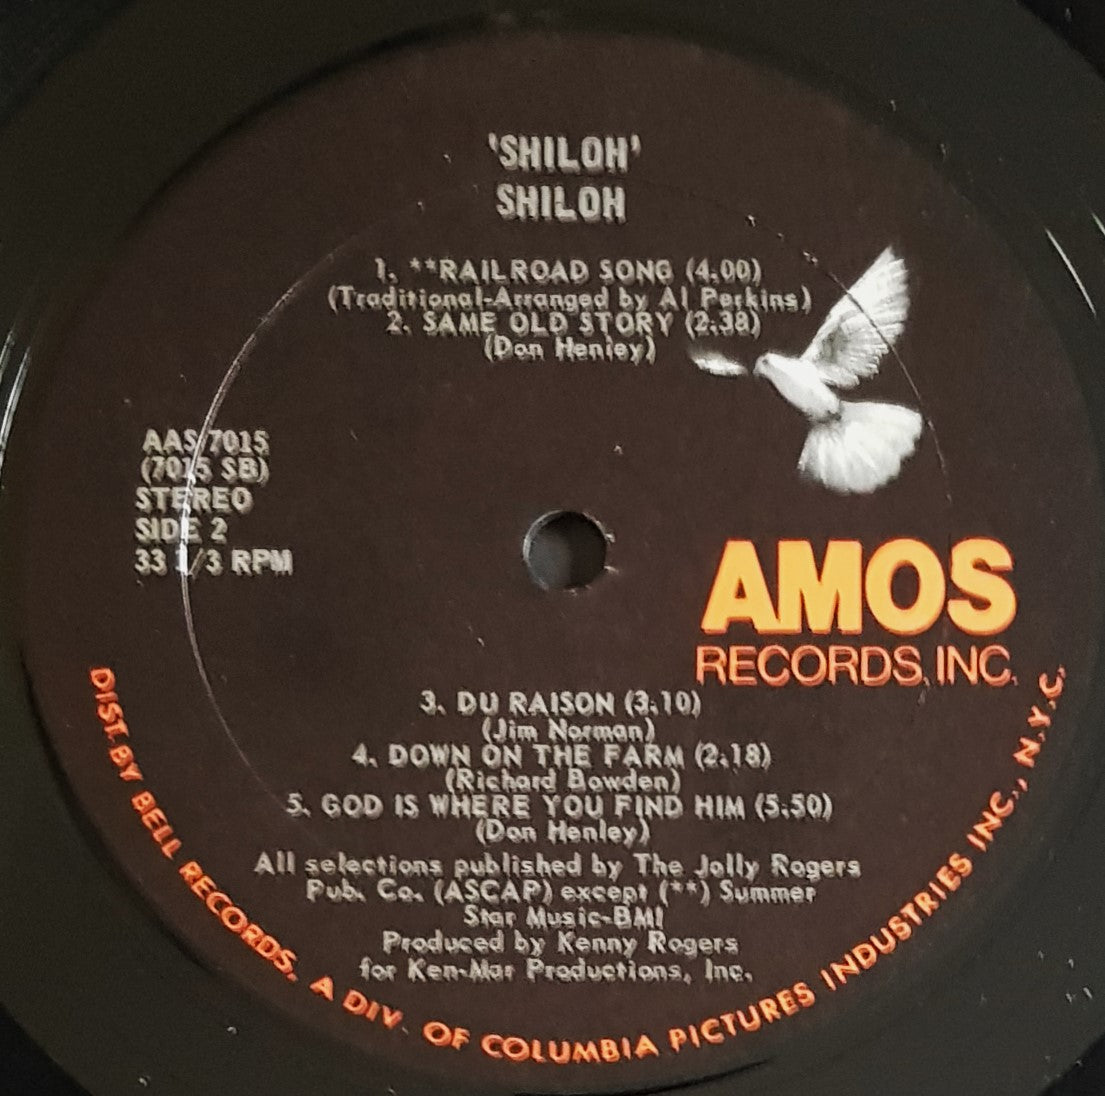 'SHILOH'
SHILOH
1. **RAILROAD SONG (4.00)
(Traditional-Arranged by Al Perkins)
2. SAME OLD STORY (2.38)
(Don Henley)
AAS 7015
(7015 SB)
STEREO
SIDE 2
33 1/3 RPM
AMOS
RECORDS, INC.
3. DU RAISON (3.10)
(Jim Norman)
4. DOWN ON THE FARM (2.18)
(Richard Bowden)
5. GOD IS WHERE YOU FIND HIM (5.50)
(Don Henley)
All selections published by The Jolly Rogers
Pub. Co. (ASCAP) except (**) Summer
Star Music-BMI
Produced by Kenny Rogers
for Ken-Mar Productions, Inc.
DIST. BY BELL RECORDS, A DIV. OF COLUMBIA PICTURES INDUSTRIES INC., N.Y.C.